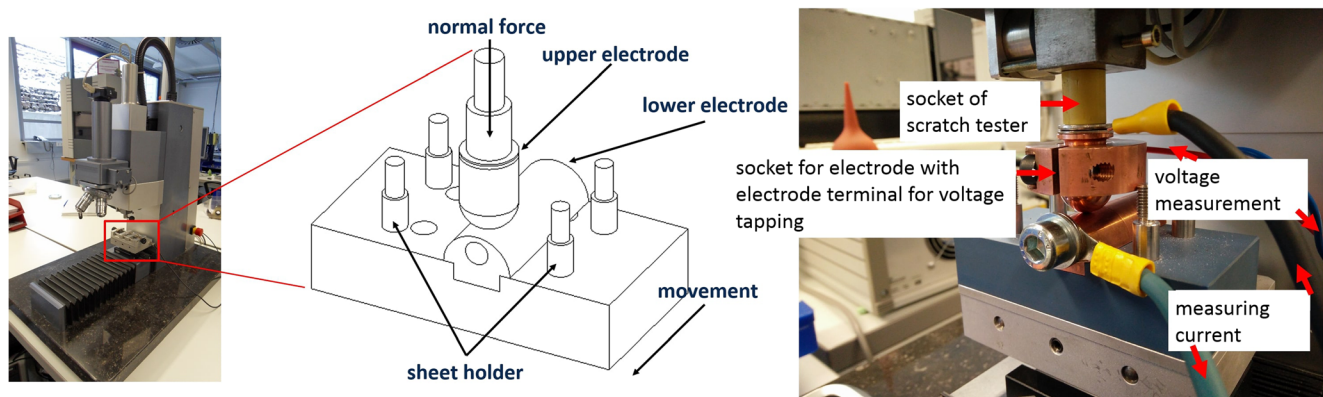 normal force
upper electrode
lower electrode
movement
sheet holder
socket of
scratch tester
socket for electrode with
electrode terminal for voltage
tapping
voltage
measurement
measuring
current